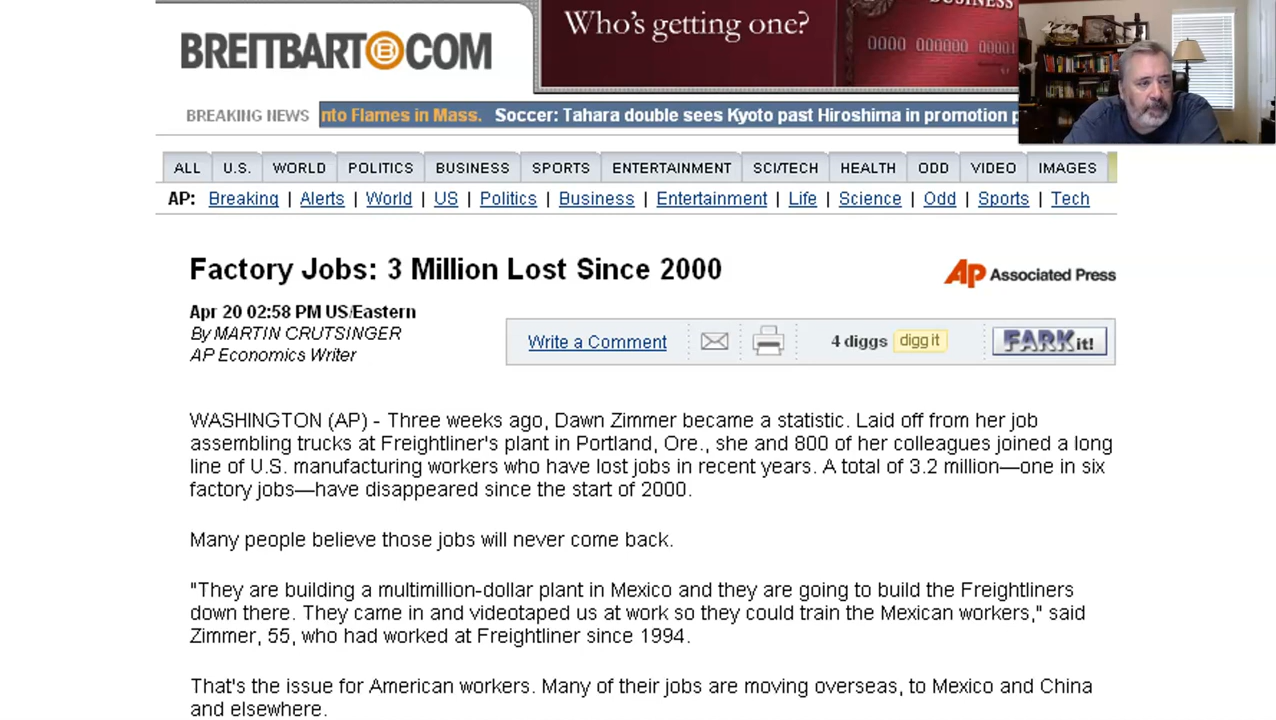 Who's getting one?
BUSINESS
0000 000000 00001
BREITBART B COM
BREAKING NEWS nto Flames in Mass. Soccer: Tahara double sees Kyoto past Hiroshima in promotion p
ALL U.S. WORLD POLITICS BUSINESS SPORTS ENTERTAINMENT SCI/TECH HEALTH ODD VIDEO IMAGES
AP: Breaking | Alerts | World | US | Politics | Business | Entertainment | Life | Science | Odd | Sports | Tech
Factory Jobs: 3 Million Lost Since 2000
AP Associated Press
Apr 20 02:58 PM US/Eastern
By MARTIN CRUTSINGER
AP Economics Writer
Write a Comment 4 diggs digg it FARK it!
WASHINGTON (AP) - Three weeks ago, Dawn Zimmer became a statistic. Laid off from her job
assembling trucks at Freightliner's plant in Portland, Ore., she and 800 of her colleagues joined a long
line of U.S. manufacturing workers who have lost jobs in recent years. A total of 3.2 million—one in six
factory jobs—have disappeared since the start of 2000.
Many people believe those jobs will never come back.
"They are building a multimillion-dollar plant in Mexico and they are going to build the Freightliners
down there. They came in and videotaped us at work so they could train the Mexican workers," said
Zimmer, 55, who had worked at Freightliner since 1994.
That's the issue for American workers. Many of their jobs are moving overseas, to Mexico and China
and elsewhere.